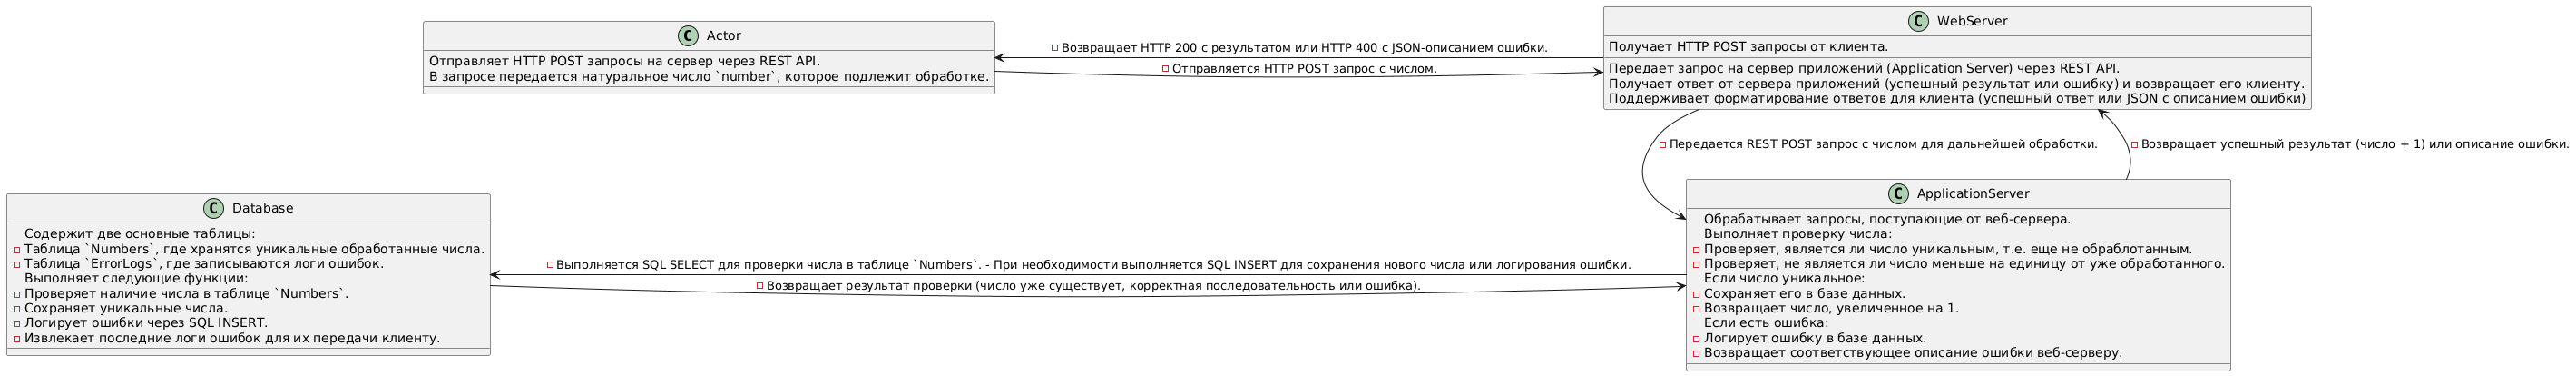 Actor
Отправляет HTTP POST запросы на сервер через REST API.
В запросе передается натуральное число `number`, которое подлежит обработке.
Возвращает HTTP 200 с результатом или HTTP 400 с JSON-описанием ошибки.
Отправляется HTTP POST запрос с числом.
WebServer
Получает HTTP POST запросы от клиента.
Передает запрос на сервер приложений (Application Server) через REST API.
Получает ответ от сервера приложений (успешный результат или ошибку) и возвращает его клиенту.
Поддерживает форматирование ответов для клиента (успешный ответ или JSON с описанием ошибки)
Передается REST POST запрос с числом для дальнейшей обработки.
Возвращает успешный результат (число + 1) или описание ошибки.
Database
Содержит две основные таблицы:
Таблица `Numbers`, где хранятся уникальные обработанные числа.
Таблица `ErrorLogs`, где записываются логи ошибок.
Выполняет следующие функции:
Проверяет наличие числа в таблице `Numbers`.
Сохраняет уникальные числа.
Логирует ошибки через SQL INSERT.
Извлекает последние логи ошибок для их передачи клиенту.
Выполняется SQL SELECT для проверки числа в таблице `Numbers`. - При необходимости выполняется SQL INSERT для сохранения нового числа или логирования ошибки.
Возвращает результат проверки (число уже существует, корректная последовательность или ошибка).
ApplicationServer
Обрабатывает запросы, поступающие от веб-сервера.
Выполняет проверку числа:
Проверяет, является ли число уникальным, т.е. еще не обраблотанным.
Проверяет, не является ли число меньше на единицу от уже обработанного.
Если число уникальное:
Сохраняет его в базе данных.
Возвращает число, увеличенное на 1.
Если есть ошибка:
Логирует ошибку в базе данных.
Возвращает соответствующее описание ошибки веб-серверу.